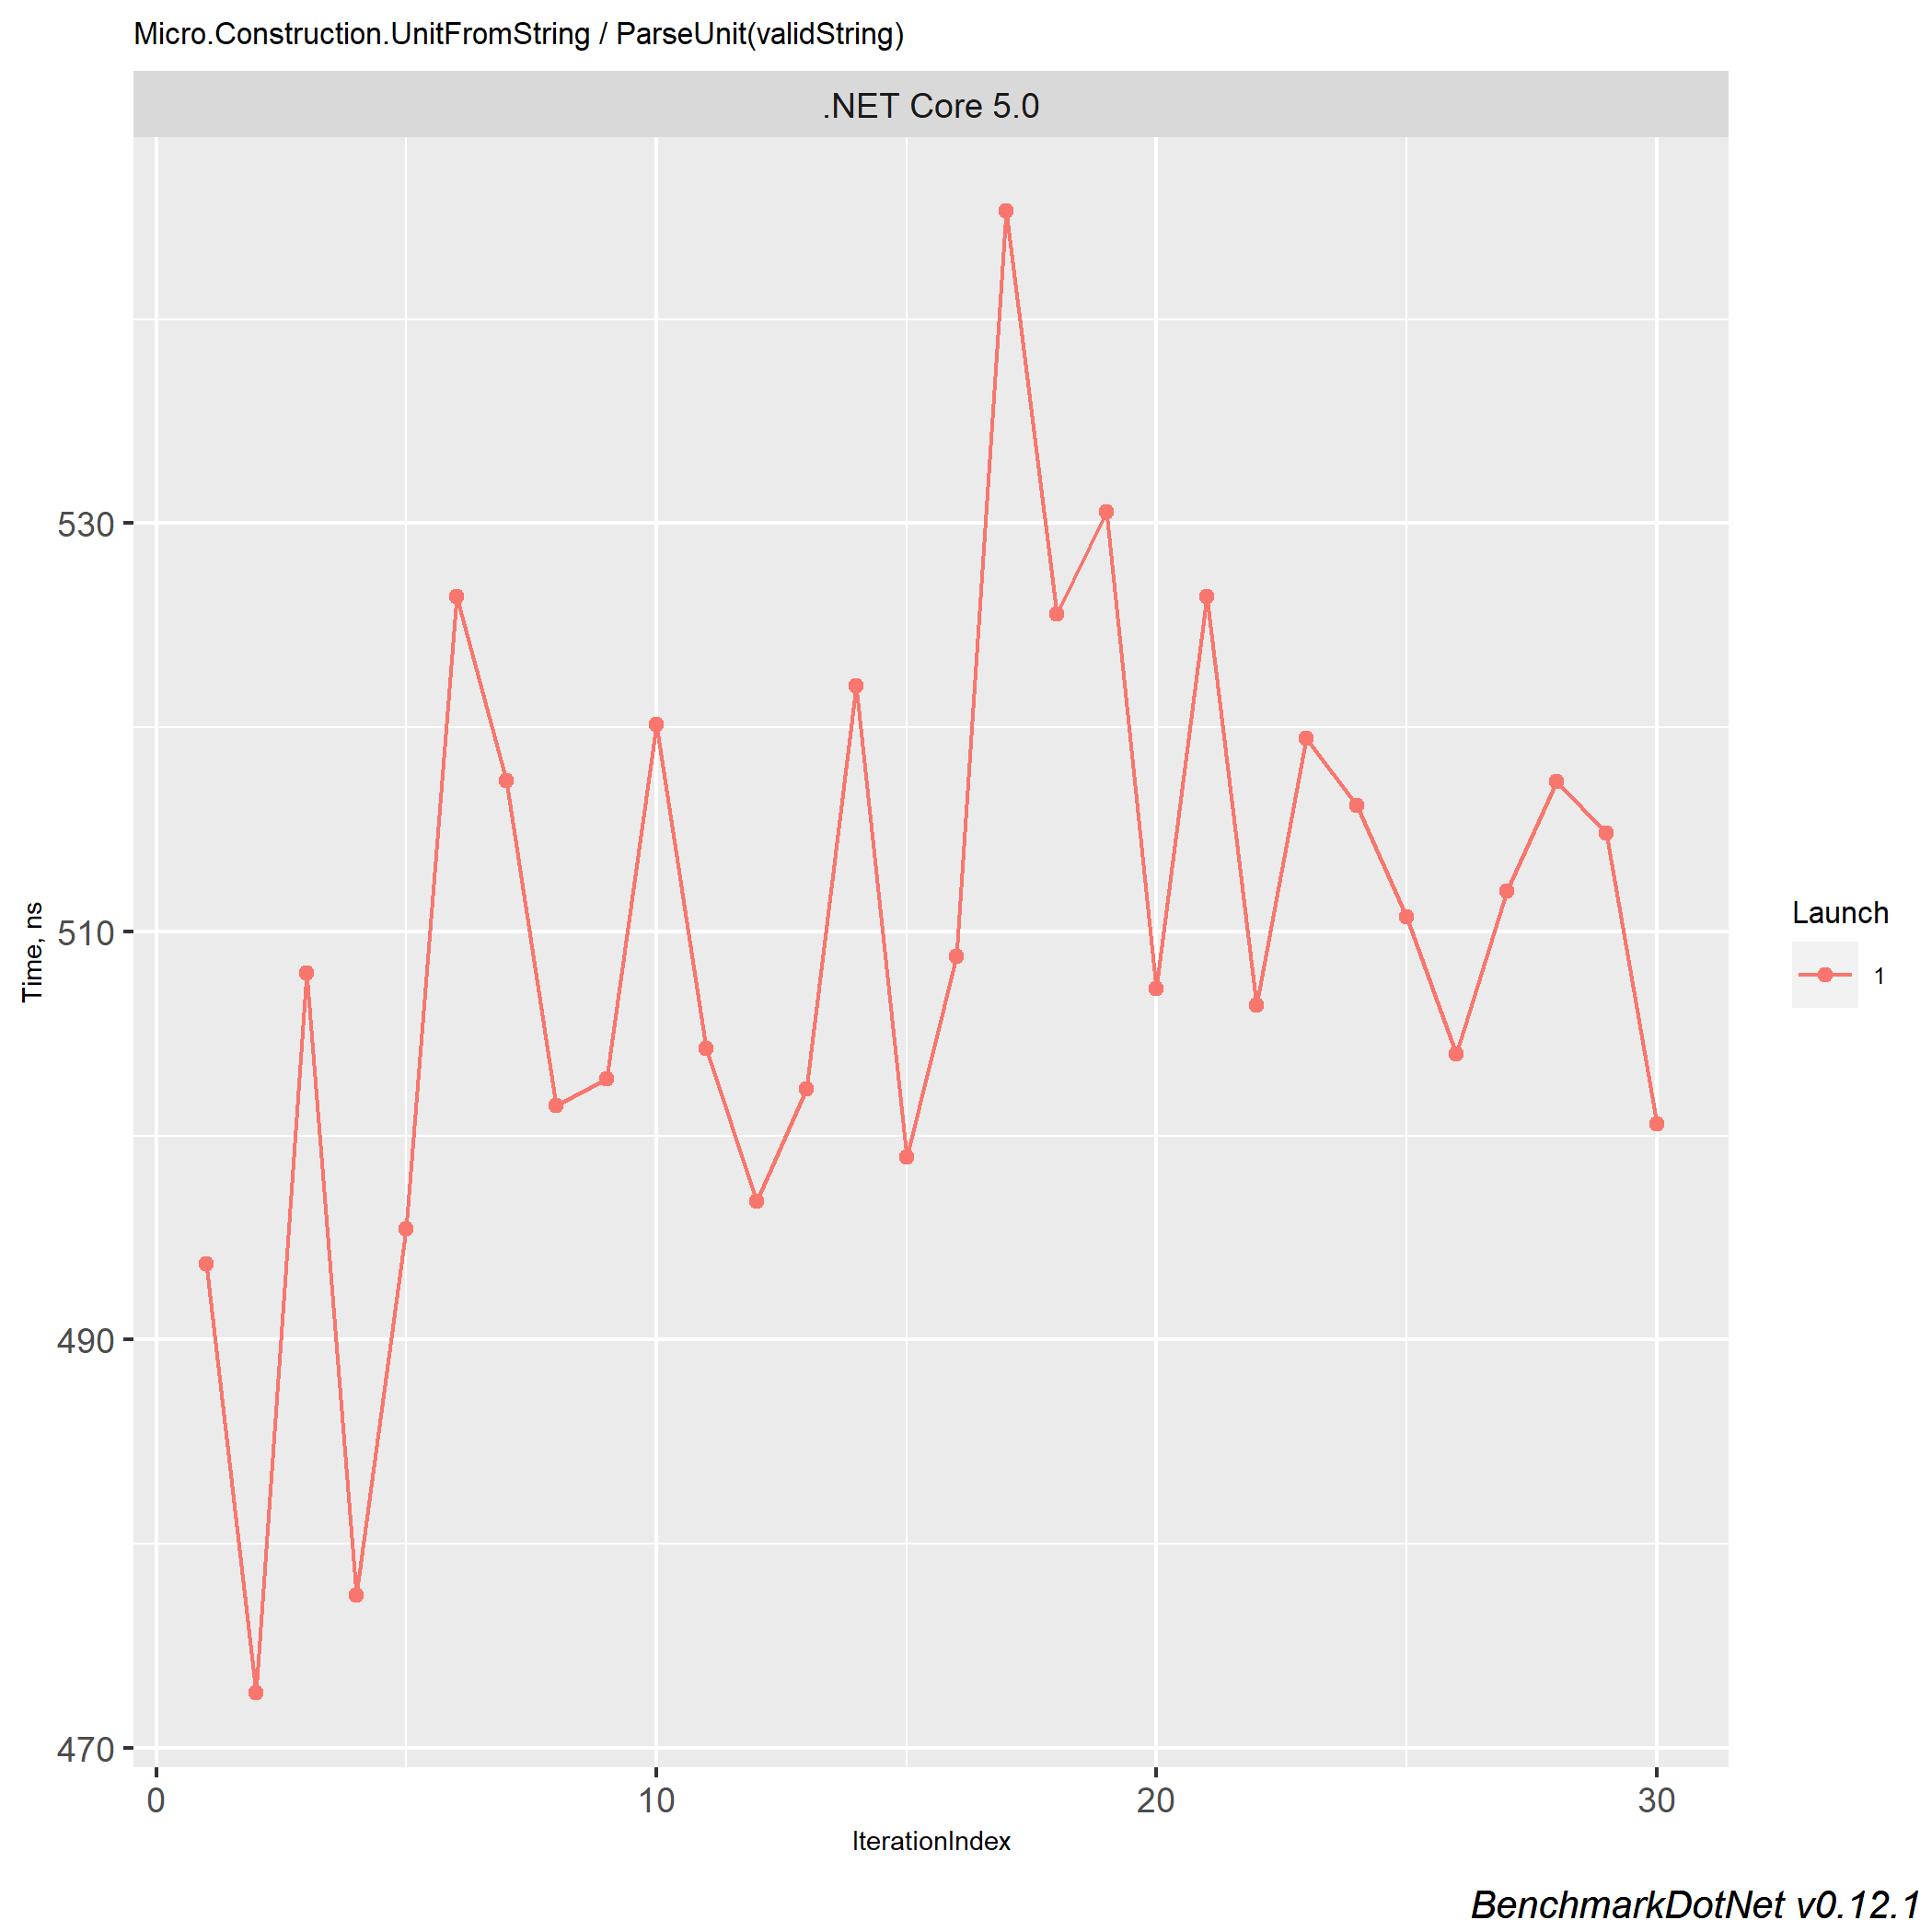 Micro.Construction.UnitFromString / ParseUnit(validString)
.NET Core 5.0
530
510
490
470
Time, ns
0 10 20 30
IterationIndex
Launch
1
BenchmarkDotNet v0.12.1